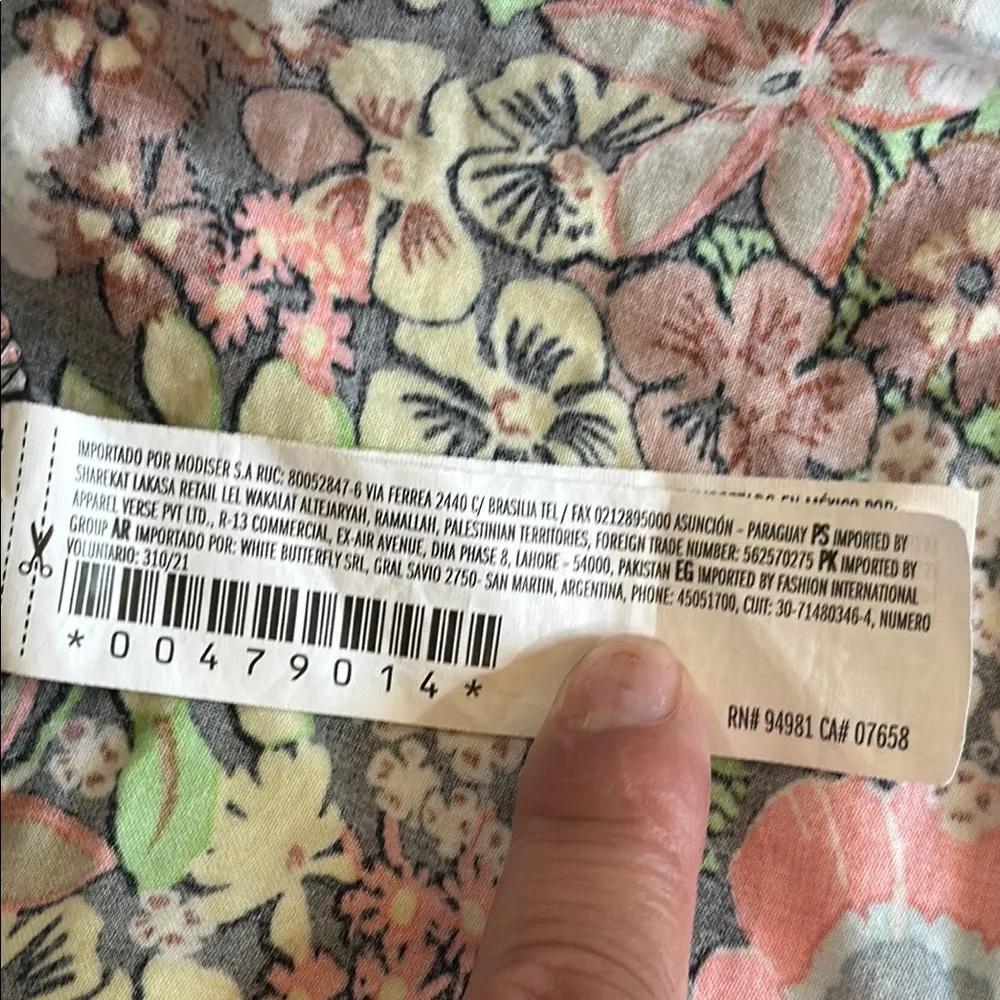 IMPORTADO POR MODISER S.A RUC: 80052847-6 VIA FERREA 2440 C/ BRASILIA TEL / FAX 0212895000 ASUNCIÓN - PARAGUAY PS IMPORTED BY
SHAREKAT LAKASA RETAIL LEL WAKALAT ALTEJARYAH, RAMALLAH, PALESTINIAN TERRITORIES, FOREIGN TRADE NUMBER: 562570275 PK IMPORTED BY
APPAREL VERSE PVT LTD., R-13 COMMERCIAL, EX-AIR AVENUE, DHA PHASE 8, LAHORE - 54000, PAKISTAN EG IMPORTED BY FASHION INTERNATIONAL
GROUP AR IMPORTADO POR: WHITE BUTTERFLY SRL, GRAL SAVIO 2750- SAN MARTIN, ARGENTINA, PHONE: 45051700, CUIT: 30-71480346-4, NUMERO
VOLUNTARIO: 310/21
*00479014*
RN# 94981 CA# 07658